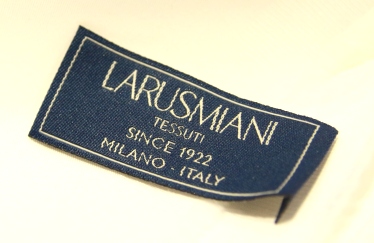 LARUSMIANI
TESSUTI
SINCE 1922
MILANO · ITALY